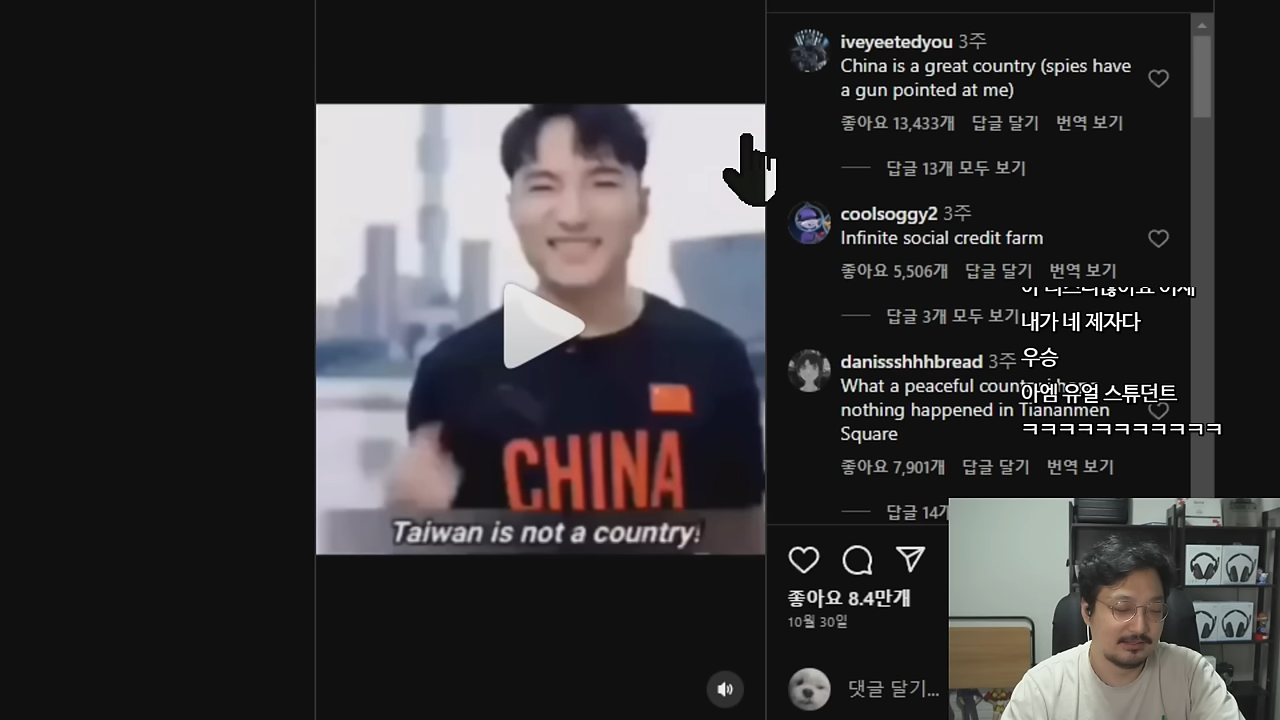 iveyeetedyou 3주
China is a great country (spies have
a gun pointed at me)
좋아요 13,433개 답글 달기 번역 보기
답글 13개 모두 보기
coolsoggy2 3주
Infinite social credit farm
좋아요 5,506개 답글 달기 번역 보기
답글 3개 모두 보기
내가 네 제자다
danissshhhbread 3주
우승
What a peaceful
아엠 유얼 스튜던트
nothing happened in Tiananmen
ㅋㅋㅋㅋㅋㅋㅋㅋㅋㅋㅋ
Square
좋아요 7,901개 답글 달기 번역 보기
답글
CHINA
Taiwan is not a country!
좋아요 8.4만개
10월 30일
댓글 달기...